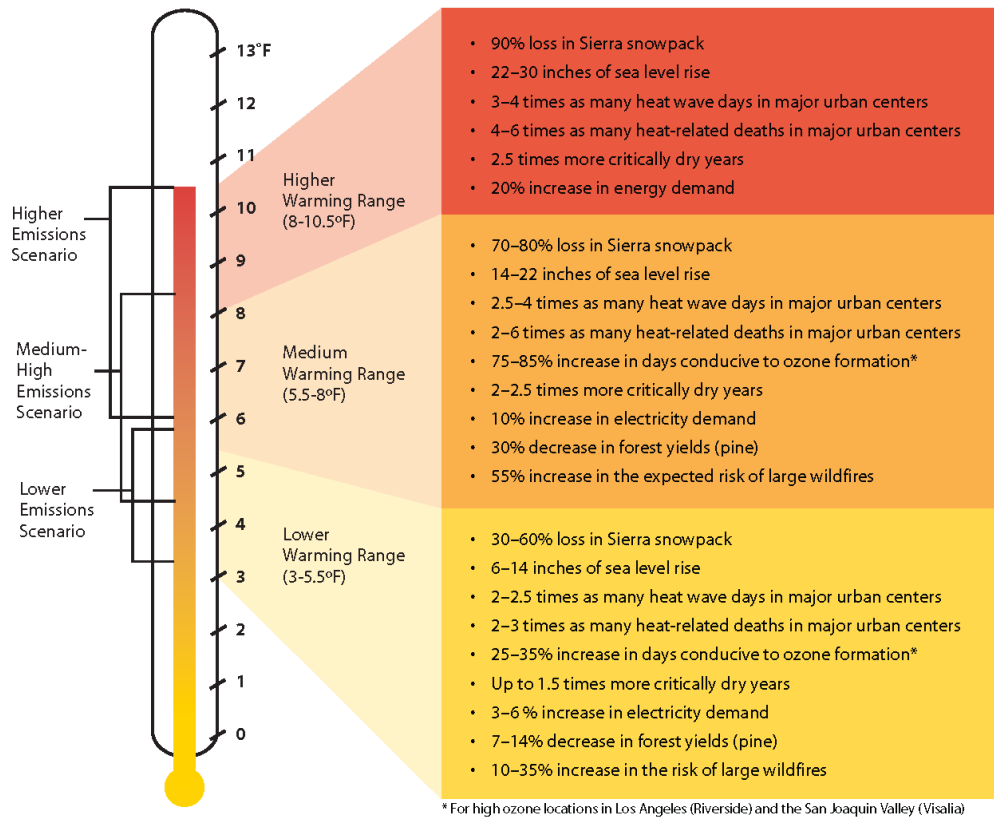 13°F
12
11
10
9
8
7
6
5
4
3
2
1
0
Higher
Emissions
Scenario
Medium-
High
Emissions
Scenario
Lower
Emissions
Scenario
Higher
Warming Range
(8-10.5ºF)
Medium
Warming Range
(5.5-8ºF)
Lower
Warming Range
(3-5.5ºF)
• 90% loss in Sierra snowpack
• 22–30 inches of sea level rise
• 3–4 times as many heat wave days in major urban centers
• 4–6 times as many heat-related deaths in major urban centers
• 2.5 times more critically dry years
• 20% increase in energy demand
• 70–80% loss in Sierra snowpack
• 14–22 inches of sea level rise
• 2.5–4 times as many heat wave days in major urban centers
• 2–6 times as many heat-related deaths in major urban centers
• 75–85% increase in days conducive to ozone formation*
• 2–2.5 times more critically dry years
• 10% increase in electricity demand
• 30% decrease in forest yields (pine)
• 55% increase in the expected risk of large wildfires
• 30–60% loss in Sierra snowpack
• 6–14 inches of sea level rise
• 2–2.5 times as many heat wave days in major urban centers
• 2–3 times as many heat-related deaths in major urban centers
• 25–35% increase in days conducive to ozone formation*
• Up to 1.5 times more critically dry years
• 3–6 % increase in electricity demand
• 7–14% decrease in forest yields (pine)
• 10–35% increase in the risk of large wildfires
* For high ozone locations in Los Angeles (Riverside) and the San Joaquin Valley (Visalia)